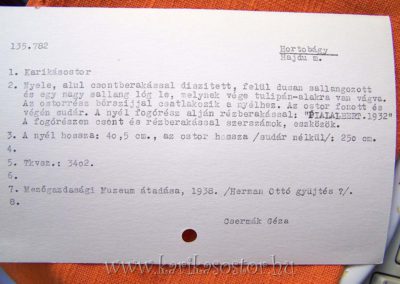 135.782
Hortobágy
Hajdu m.
1. Karikásostor
2. Nyele, alul csontberakással diszitett, felül dusan sallangozott
és egy nagy sallang lóg le, melynek vége tulipán-alakra van vágva.
Az ostorrész bőrszíjjal csatlakozik a nyélhez. Az ostor fonott és
végén sudár. A nyél fogórész alján rézberakással: "PIALALBERT.1932"
A fogórészen csont és rézberakással szerszámok, eszközök.
3. A nyél hossza: 40,5 cm., az ostor hossza /sudár nélkül/: 250 cm.
4.
5. Tksz.: 3402.
6.
7. Mezőgazdasági Muzeum átadása, 1938. /Herman Ottó gyüjtés ?/.
8.
Csermák Géza
www.karikasostor.hu